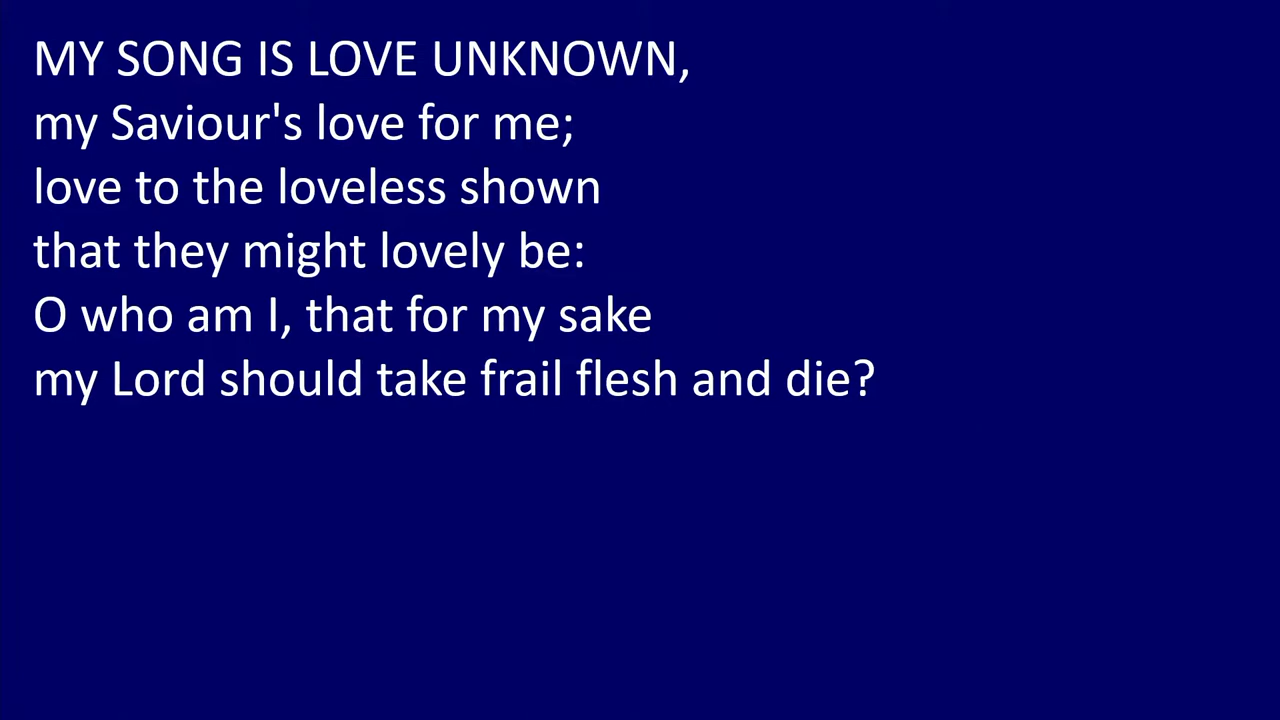 MY SONG IS LOVE UNKNOWN,
my Saviour's love for me;
love to the loveless shown
that they might lovely be:
O who am I, that for my sake
my Lord should take frail flesh and die?